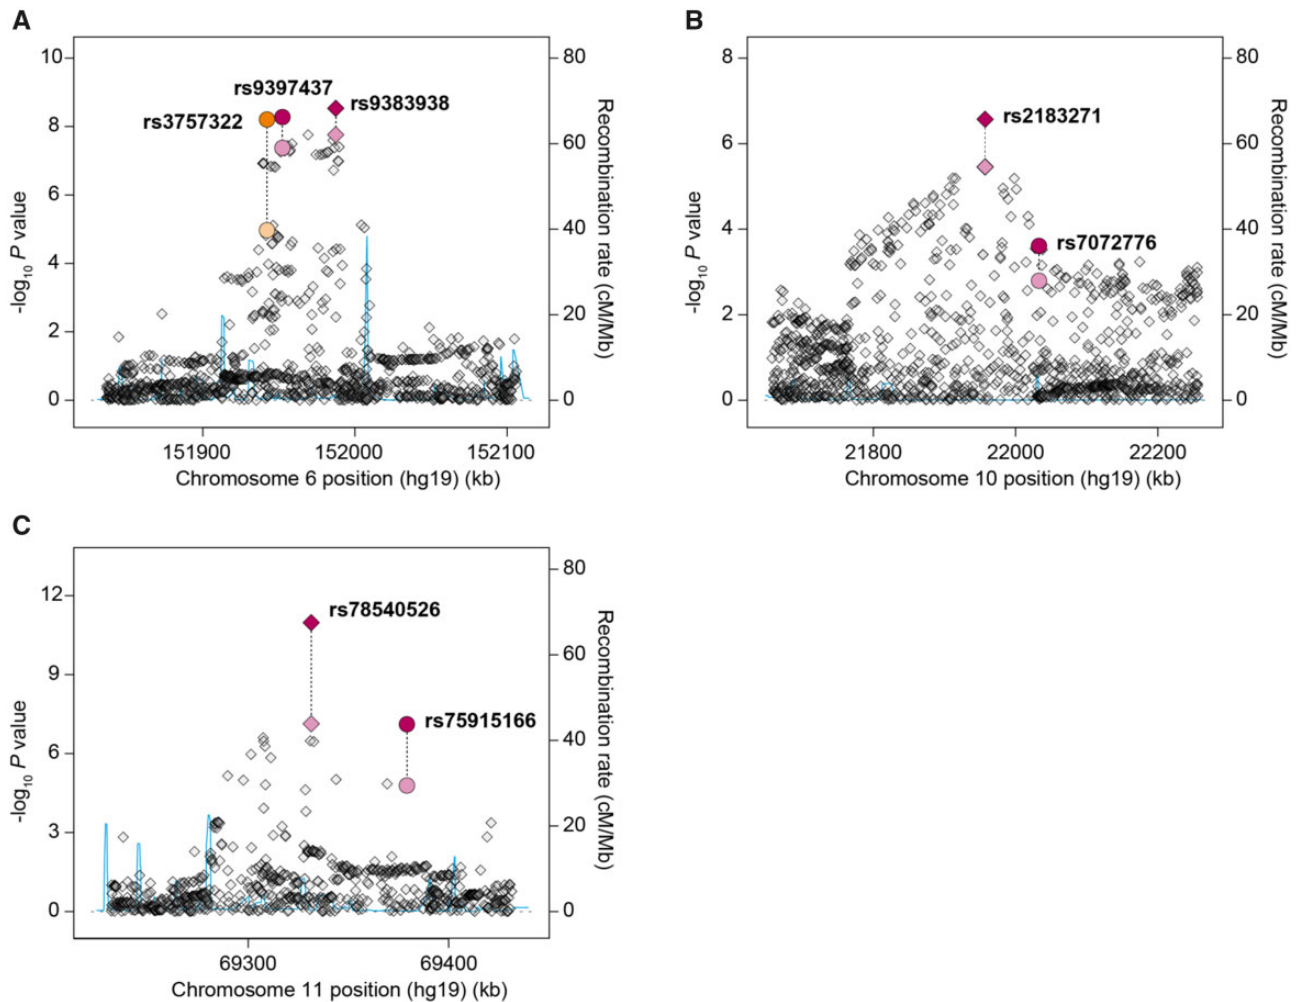 A
10
8
6
4
2
0
-log10 P value
rs9397437
rs3757322
rs9383938
80
60
40
20
0
Recombination rate (cM/Mb)
151900 152000 152100
Chromosome 6 position (hg19) (kb)
B
8
6
4
2
0
-log10 P value
rs2183271
rs7072776
80
60
40
20
0
Recombination rate (cM/Mb)
21800 22000 22200
Chromosome 10 position (hg19) (kb)
C
12
9
6
3
0
-log10 P value
rs78540526
rs75915166
80
60
40
20
0
Recombination rate (cM/Mb)
69300 69400
Chromosome 11 position (hg19) (kb)